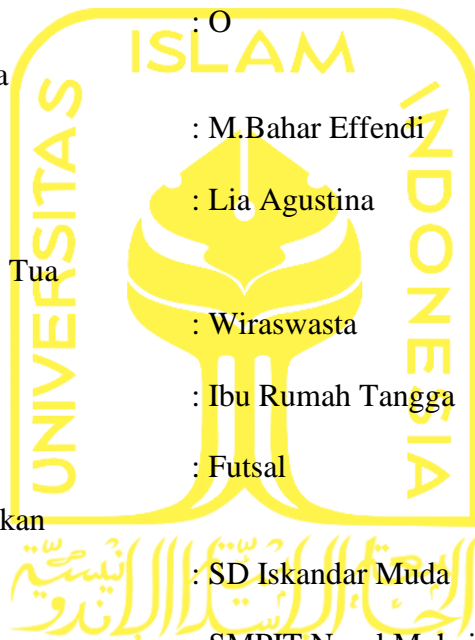 : O
ISLAM
UNIVERSITAS
INDONESIA
a
: M.Bahar Effendi
: Lia Agustina
Tua
: Wiraswasta
: Ibu Rumah Tangga
: Futsal
kan
: SD Iskandar Muda